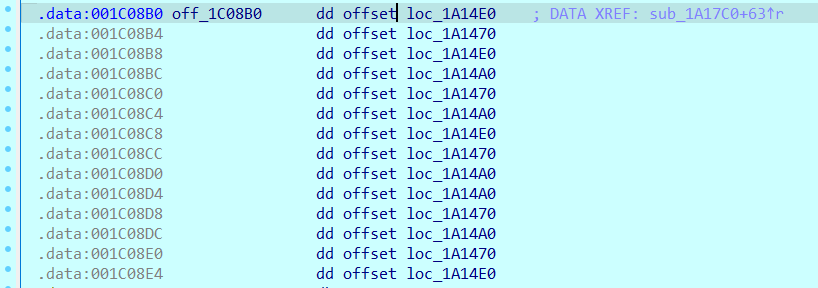 .data:001C08B0 off_1C08B0 dd offset loc_1A14E0 ; DATA XREF: sub_1A17C0+63↑r
.data:001C08B4 dd offset loc_1A1470
.data:001C08B8 dd offset loc_1A14E0
.data:001C08BC dd offset loc_1A14A0
.data:001C08C0 dd offset loc_1A1470
.data:001C08C4 dd offset loc_1A14A0
.data:001C08C8 dd offset loc_1A14E0
.data:001C08CC dd offset loc_1A1470
.data:001C08D0 dd offset loc_1A14A0
.data:001C08D4 dd offset loc_1A14A0
.data:001C08D8 dd offset loc_1A1470
.data:001C08DC dd offset loc_1A14A0
.data:001C08E0 dd offset loc_1A1470
.data:001C08E4 dd offset loc_1A14E0